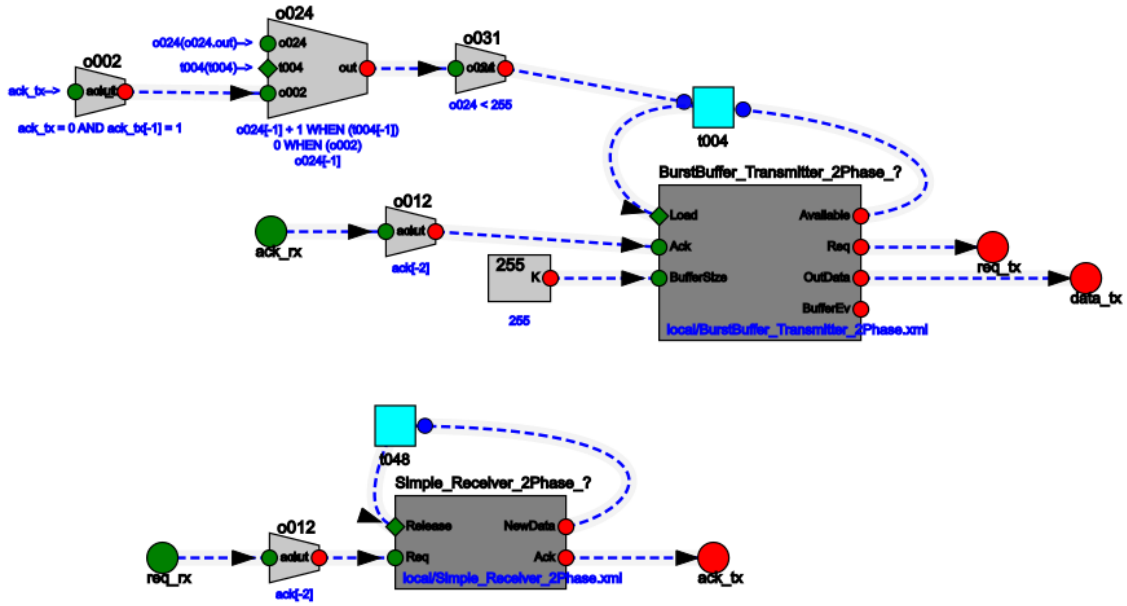 o024
o024(o024.out)-->
o024
o031
o002
t004(t004)-->
t004
out
ack_tx-->
o002
o024 < 255
ack_tx = 0 AND ack_tx[-1] = 1
o024[-1] + 1 WHEN (t004[-1])
0 WHEN (o002)
o024[-1]
t004
BurstBuffer_Transmitter_2Phase_?
o012
Load
Available
ack_rx
Ack
Req
req_tx
ack[-2]
255
K
BufferSize
OutData
data_tx
255
BufferEv
local/BurstBuffer_Transmitter_2Phase.xml
t048
Simple_Receiver_2Phase_?
o012
Release
NewData
req_rx
Req
Ack
ack_tx
local/Simple_Receiver_2Phase.xml
ack[-2]